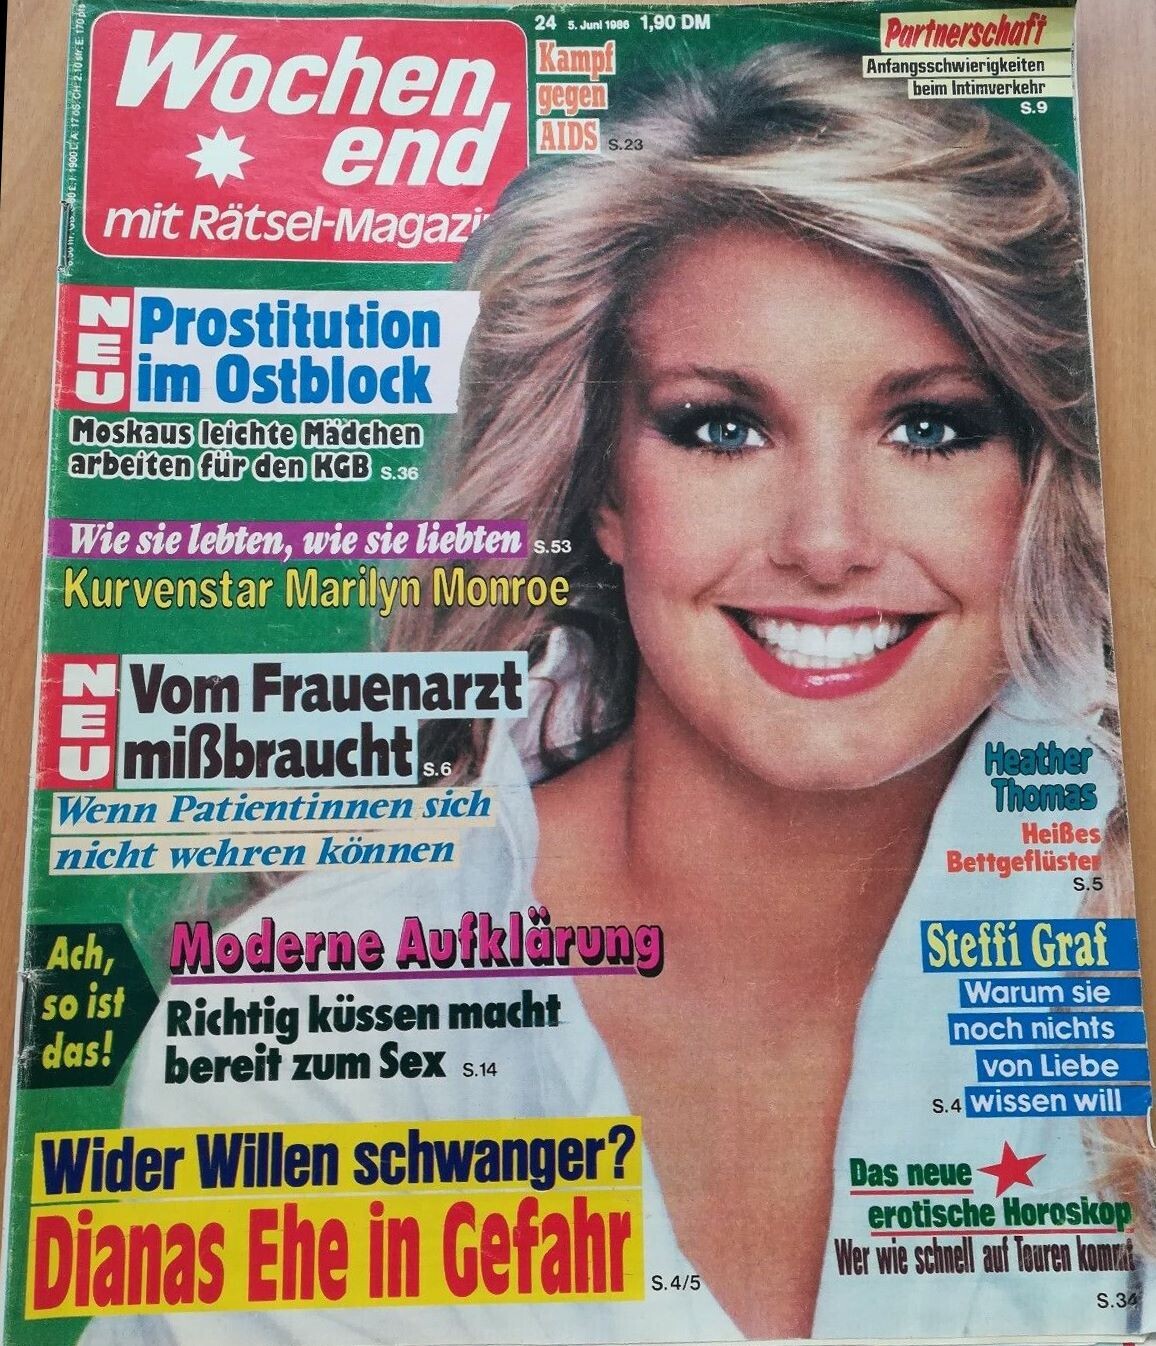 24 5. Juni 1986 1,90 DM
Wochen
end
mit Rätsel-Magazi
Kampf
gegen
AIDS S.23
Partnerschaft
Anfangsschwierigkeiten
beim Intimverkehr
S.9
NEU
Prostitution
im Ostblock
Moskaus leichte Mädchen
arbeiten für den KGB S.36
Wie sie lebten, wie sie liebten S.53
Kurvenstar Marilyn Monroe
NEU
Vom Frauenarzt
mißbraucht S.6
Wenn Patientinnen sich
nicht wehren können
Heather
Thomas
Heißes
Bettgeflüster
S.5
Ach,
so ist
das!
Moderne Aufklärung
Richtig küssen macht
bereit zum Sex S.14
Steffi Graf
Warum sie
noch nichts
von Liebe
S.4 wissen will
Wider Willen schwanger?
Dianas Ehe in Gefahr S.4/5
Das neue
erotische Horoskop
Wer wie schnell auf Touren kommt
S.34